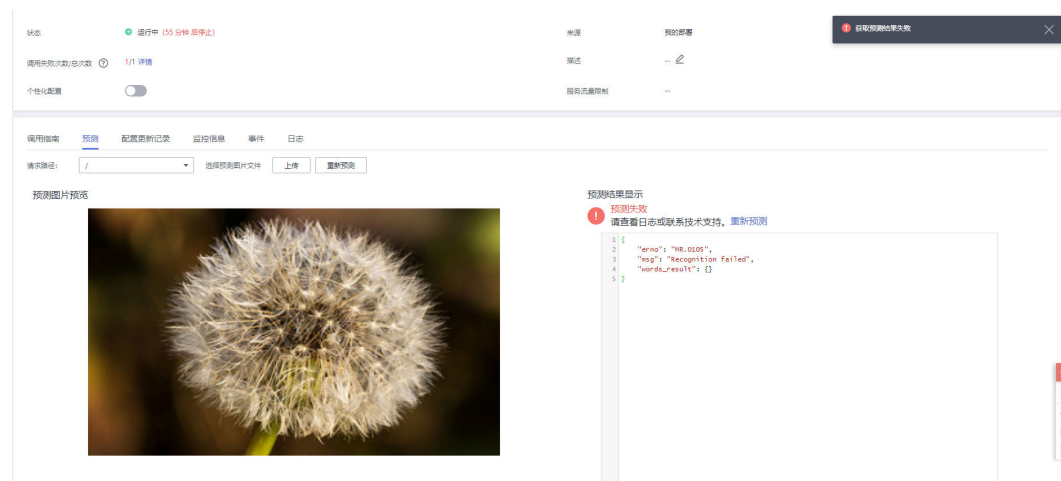 状态 运行中 (55 分钟 后停止) 来源 我的部署
获取预测结果失败
调用失败次数/总次数 1/1 详情 描述 --
个性化配置 服务流量限制 --
调用指南 预测 配置更新记录 监控信息 事件 日志
请求路径: / 选择预测图片文件 上传 重新预测
预测图片预览
预测结果显示
预测失败
请查看日志或联系技术支持。重新预测
1 {
2 "erno": "MR.0105",
3 "msg": "Recognition failed",
4 "words_result": {}
5 }